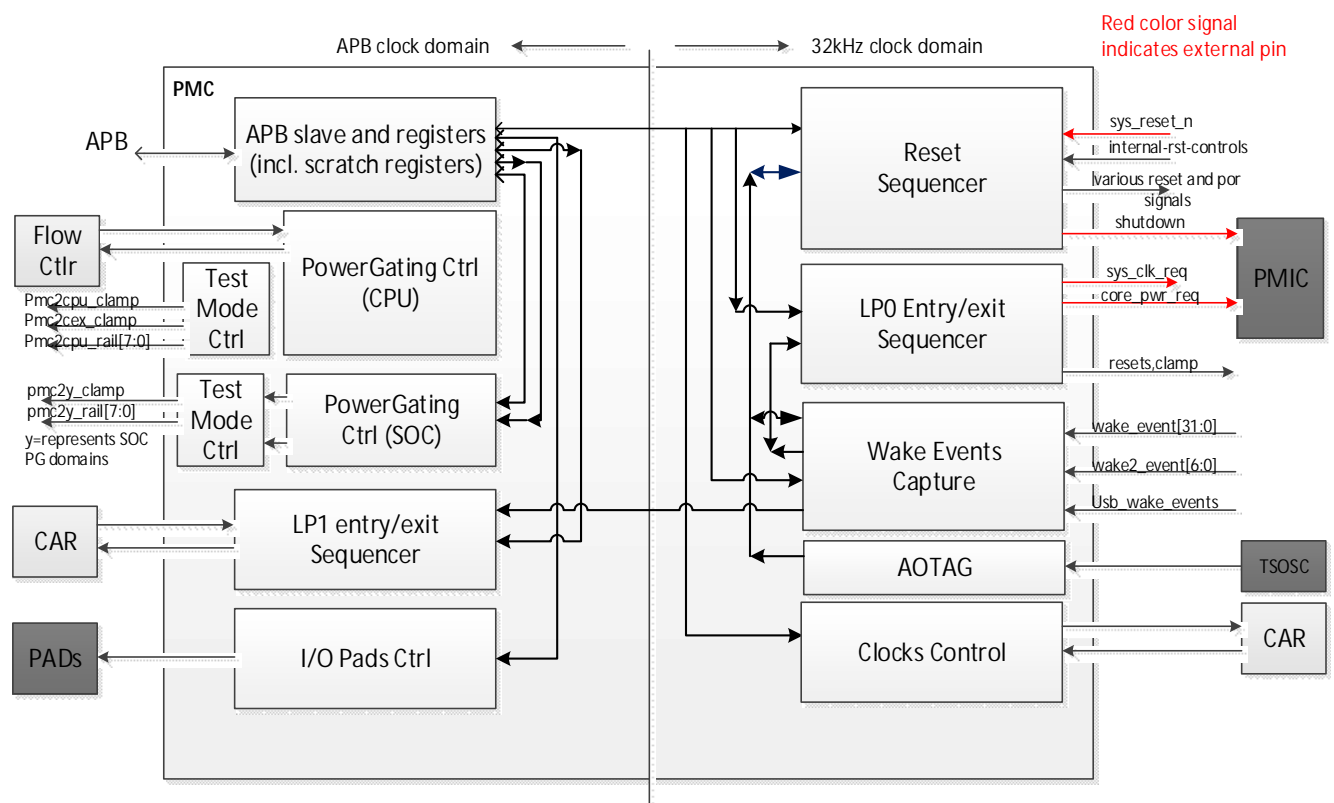 APB clock domain
32kHz clock domain
Red color signal
indicates external pin
PMC
APB
APB slave and registers
(incl. scratch registers)
Flow
Ctlr
PowerGating Ctrl
(CPU)
Test
Mode
Ctrl
Pmc2cpu_clamp
Pmc2cex_clamp
Pmc2cpu_rail[7:0]
pmc2y_clamp
pmc2y_rail[7:0]
y=represents SOC
PG domains
Test
Mode
Ctrl
PowerGating
Ctrl (SOC)
CAR
LP1 entry/exit
Sequencer
PADs
I/O Pads Ctrl
Reset
Sequencer
sys_reset_n
internal-rst-controls
various reset and por
signals
shutdown
PMIC
LP0 Entry/exit
Sequencer
sys_clk_req
core_pwr_req
resets,clamp
Wake Events
Capture
wake_event[31:0]
wake2_event[6:0]
Usb_wake_events
AOTAG
TSOSC
Clocks Control
CAR